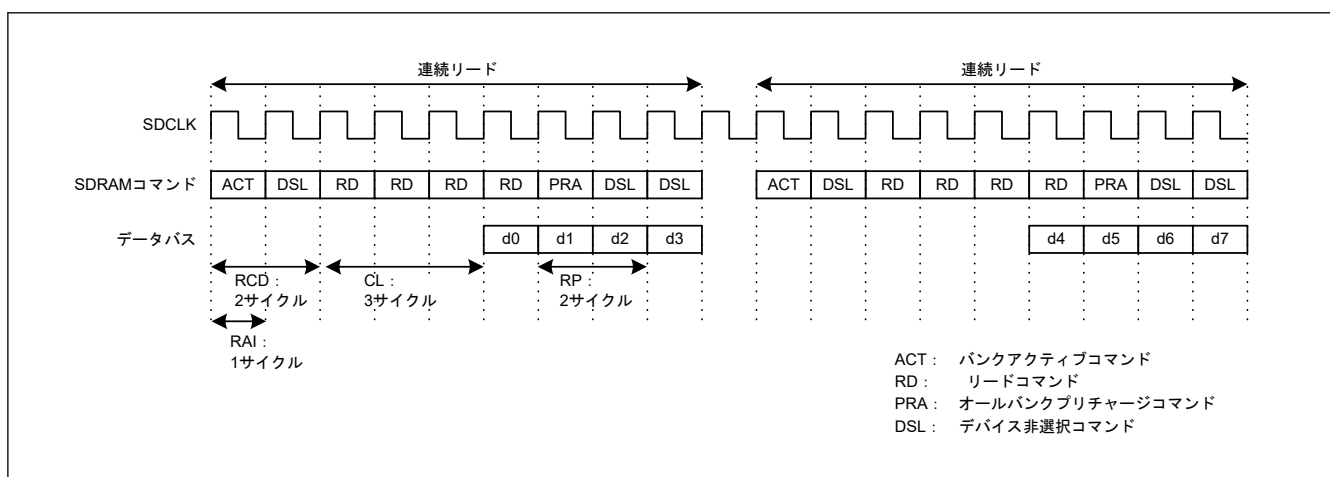 連続リード 連続リード
SDCLK
SDRAMコマンド ACT DSL RD RD RD RD PRA DSL DSL ACT DSL RD RD RD RD PRA DSL DSL
データバス d0 d1 d2 d3 d4 d5 d6 d7
RCD： CL： RP：
2サイクル 3サイクル 2サイクル
RAI：
1サイクル
ACT： バンクアクティブコマンド
RD： リードコマンド
PRA： オールバンクプリチャージコマンド
DSL： デバイス非選択コマンド